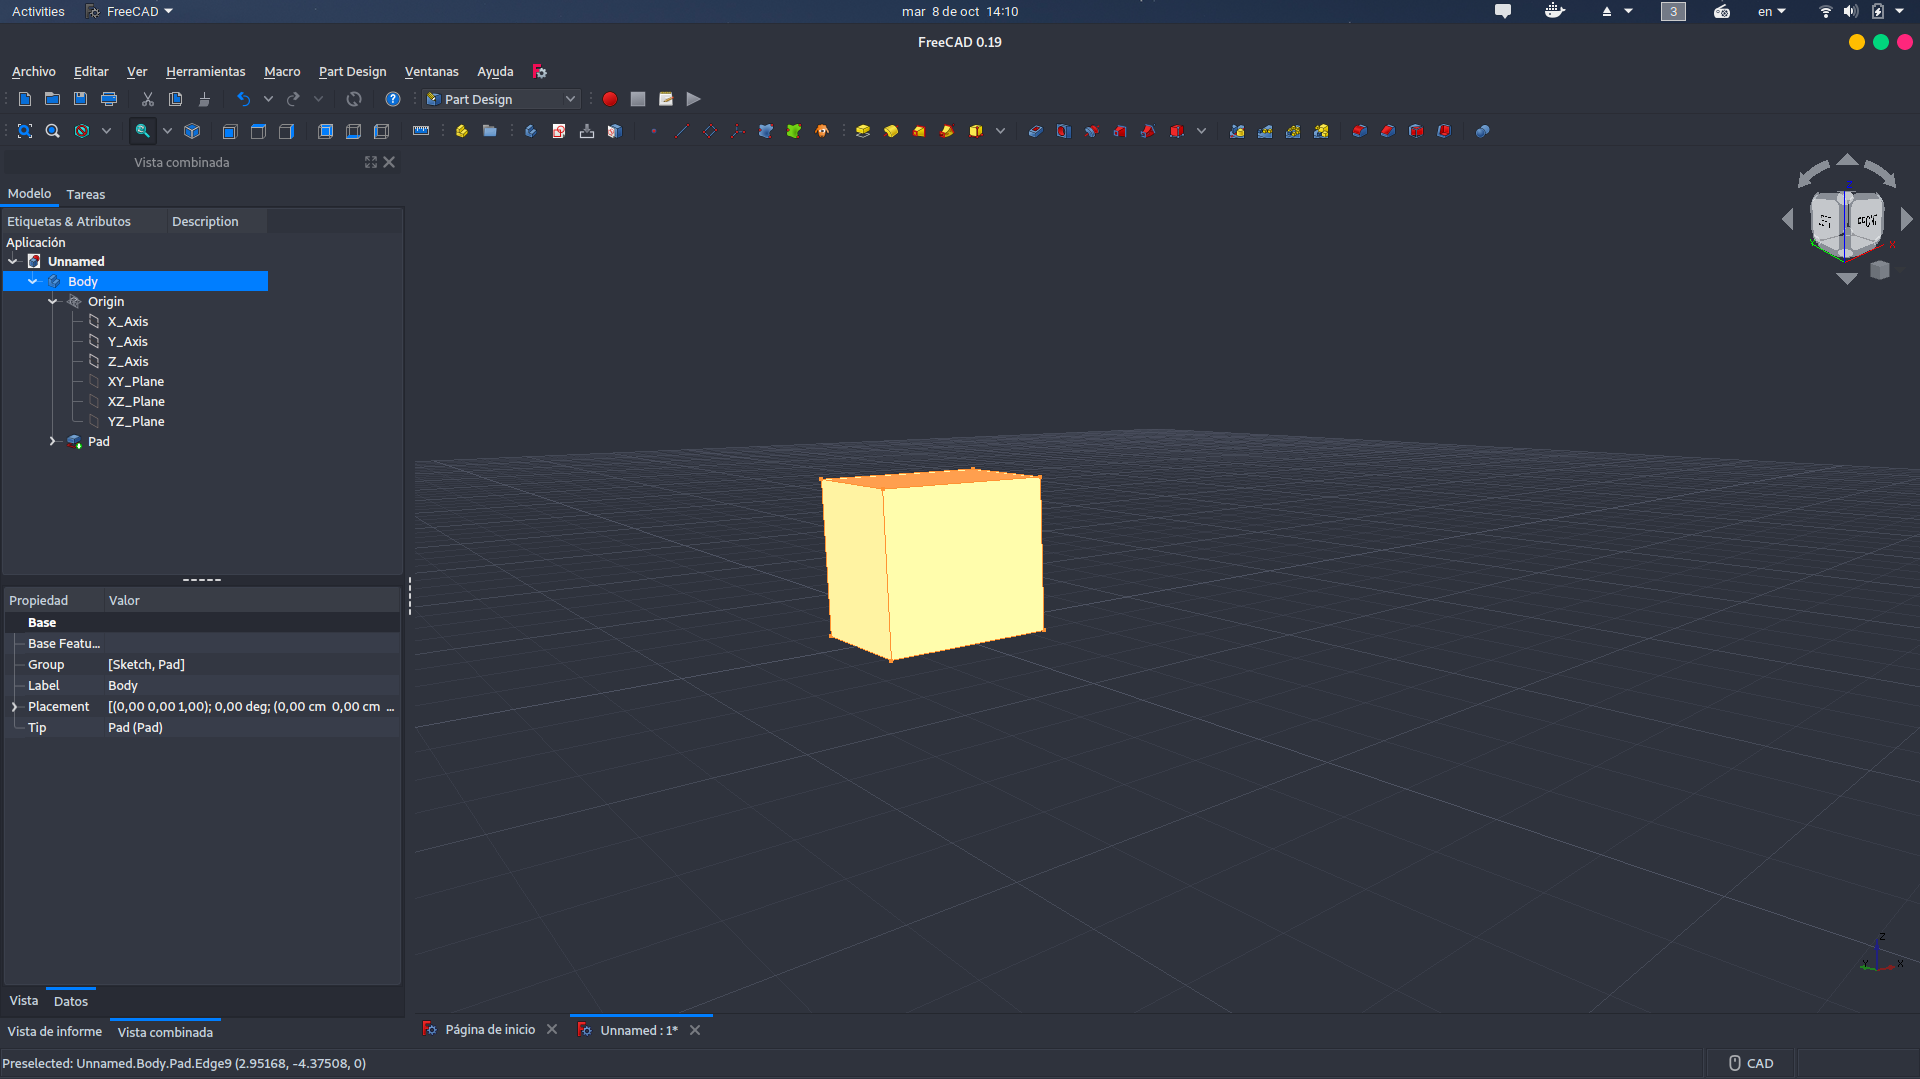 Activities FreeCAD mar 8 de oct 14:10 3 en
FreeCAD 0.19
Archivo Editar Ver Herramientas Macro Part Design Ventanas Ayuda
Part Design
Vista combinada
Modelo Tareas
Etiquetas & Atributos Description
Aplicación
Unnamed
Body
Origin
X_Axis
Y_Axis
Z_Axis
XY_Plane
XZ_Plane
YZ_Plane
Pad
Propiedad Valor
Base
Base Featu...
Group [Sketch, Pad]
Label Body
Placement [(0,00 0,00 1,00); 0,00 deg; (0,00 cm 0,00 cm ...
Tip Pad (Pad)
Z
Y X
Z
Y X
Vista Datos
Vista de informe Vista combinada
Página de inicio Unnamed : 1*
Preselected: Unnamed.Body.Pad.Edge9 (2.95168, -4.37508, 0) CAD